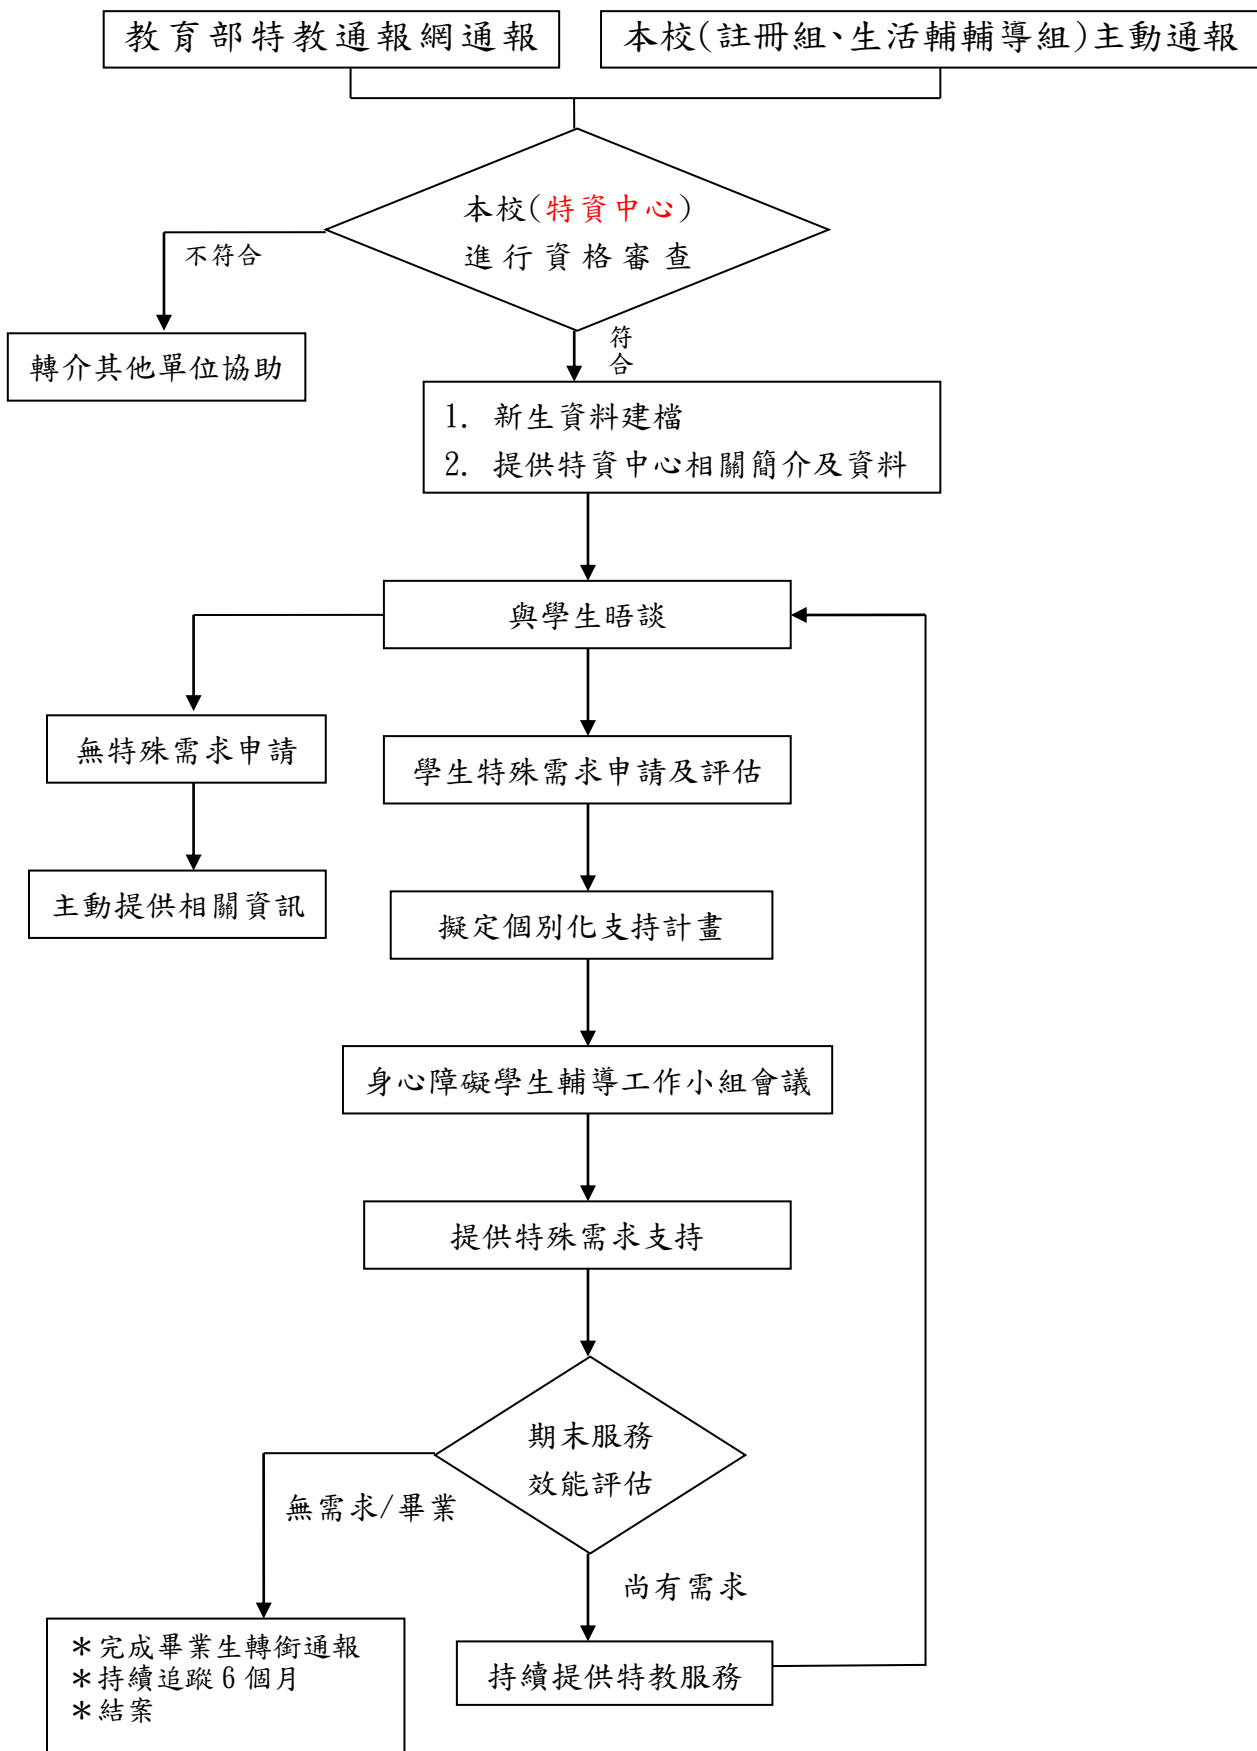 教育部特教通報網通報
本校(註冊組、生活輔輔導組)主動通報
本校(特資中心)
進行資格審查
不符合
符
合
轉介其他單位協助
1. 新生資料建檔
2. 提供特資中心相關簡介及資料
與學生晤談
無特殊需求申請
學生特殊需求申請及評估
主動提供相關資訊
擬定個別化支持計畫
身心障礙學生輔導工作小組會議
提供特殊需求支持
期末服務
效能評估
無需求/畢業
尚有需求
＊完成畢業生轉銜通報
＊持續追蹤6個月
＊結案
持續提供特教服務